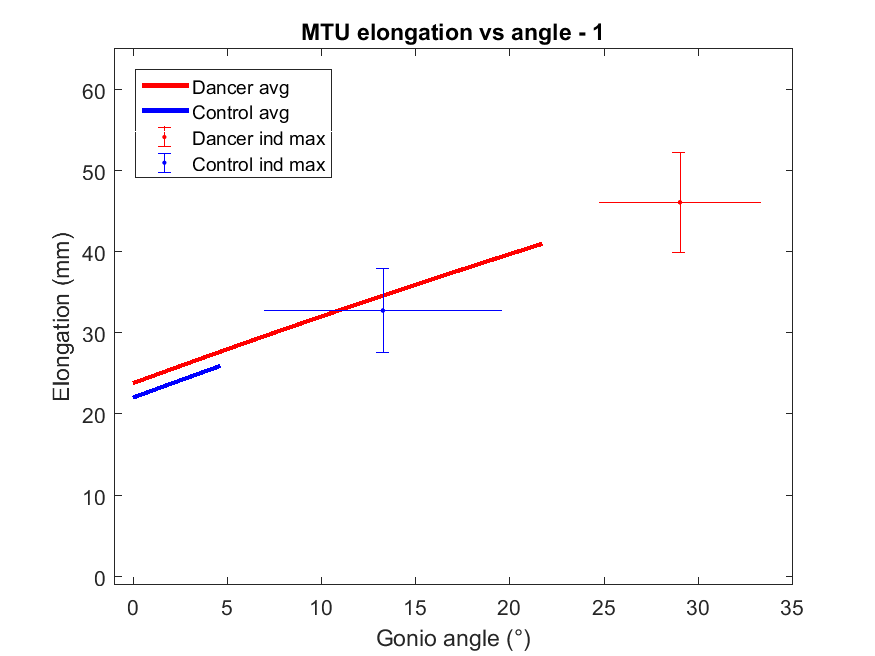 MTU elongation vs angle - 1
Dancer avg
Control avg
Dancer ind max
Control ind max
60
50
40
30
20
10
0
Elongation (mm)
0 5 10 15 20 25 30 35
Gonio angle (°)